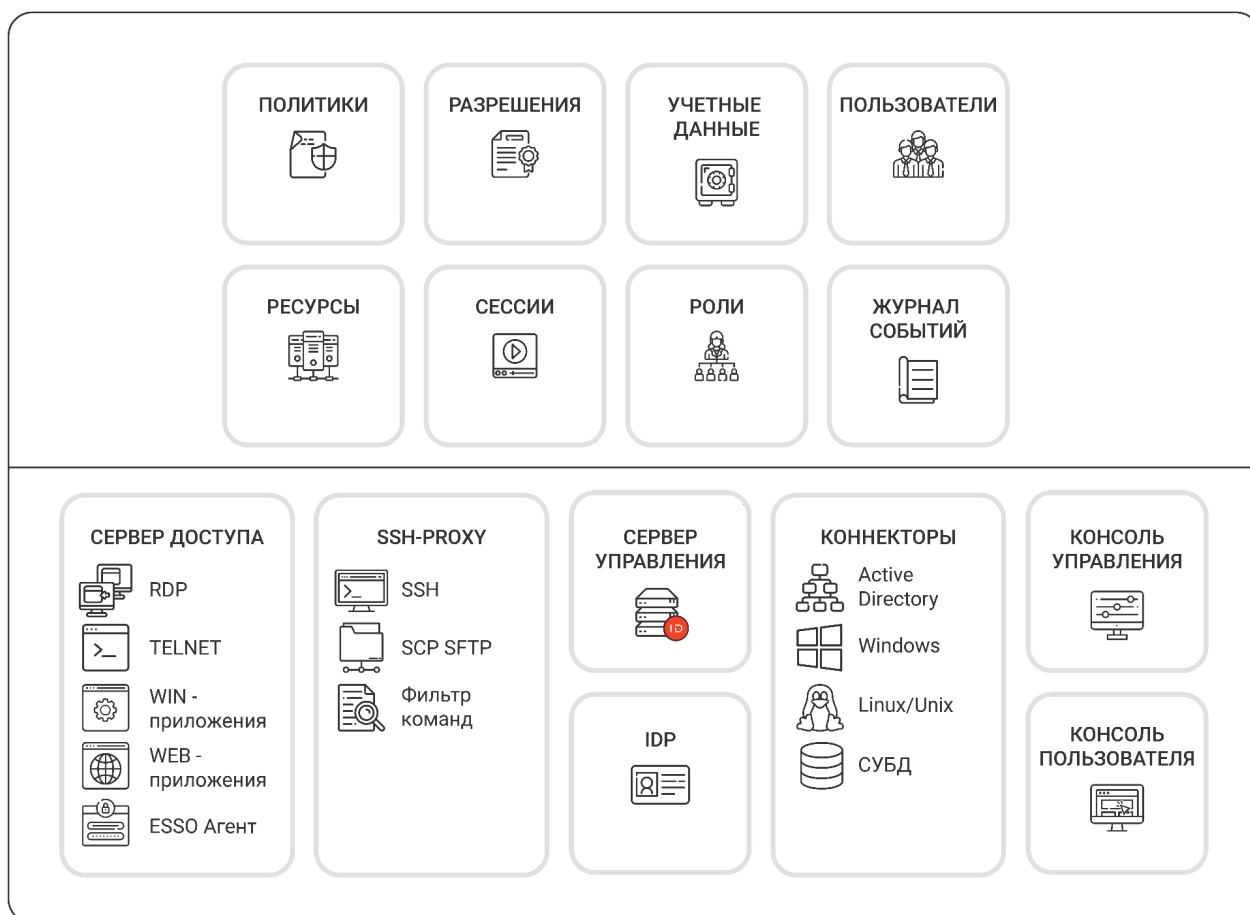 ПОЛИТИКИ
РАЗРЕШЕНИЯ
УЧЕТНЫЕ
ДАННЫЕ
ПОЛЬЗОВАТЕЛИ
РЕСУРСЫ
СЕССИИ
РОЛИ
ЖУРНАЛ
СОБЫТИЙ
СЕРВЕР ДОСТУПА
RDP
TELNET
WIN -
приложения
WEB -
приложения
ESSO Агент
SSH-PROXY
SSH
SCP SFTP
Фильтр
команд
СЕРВЕР
УПРАВЛЕНИЯ
ID
IDP
КОННЕКТОРЫ
Active
Directory
Windows
Linux/Unix
СУБД
КОНСОЛЬ
УПРАВЛЕНИЯ
КОНСОЛЬ
ПОЛЬЗОВАТЕЛЯ